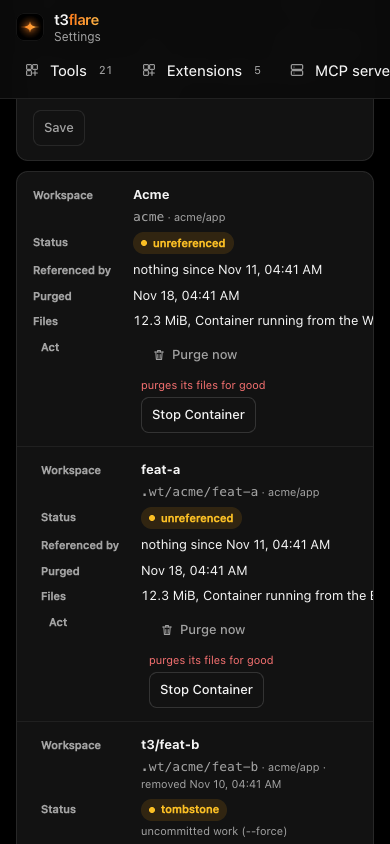 t3flare
Settings
Tools 21 Extensions 5 MCP serve
Save
Workspace Acme
acme · acme/app
Status unreferenced
Referenced by nothing since Nov 11, 04:41 AM
Purged Nov 18, 04:41 AM
Files 12.3 MiB, Container running from the W
Act Purge now
purges its files for good
Stop Container
Workspace feat-a
.wt/acme/feat-a · acme/app
Status unreferenced
Referenced by nothing since Nov 11, 04:41 AM
Purged Nov 18, 04:41 AM
Files 12.3 MiB, Container running from the
Act Purge now
purges its files for good
Stop Container
Workspace t3/feat-b
.wt/acme/feat-b · acme/app ·
removed Nov 10, 04:41 AM
Status tombstone
uncommitted work (--force)